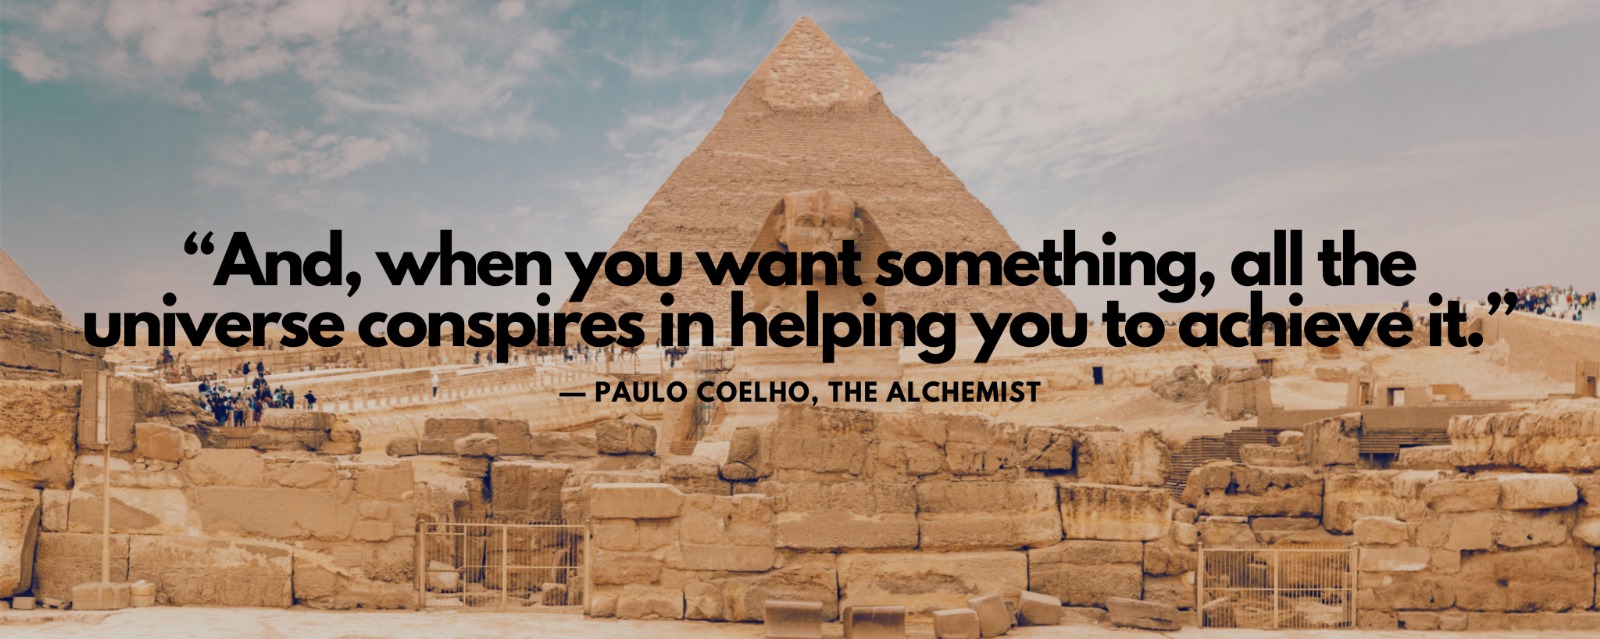 “And, when you want something, all the
universe conspires in helping you to achieve it.”
— PAULO COELHO, THE ALCHEMIST